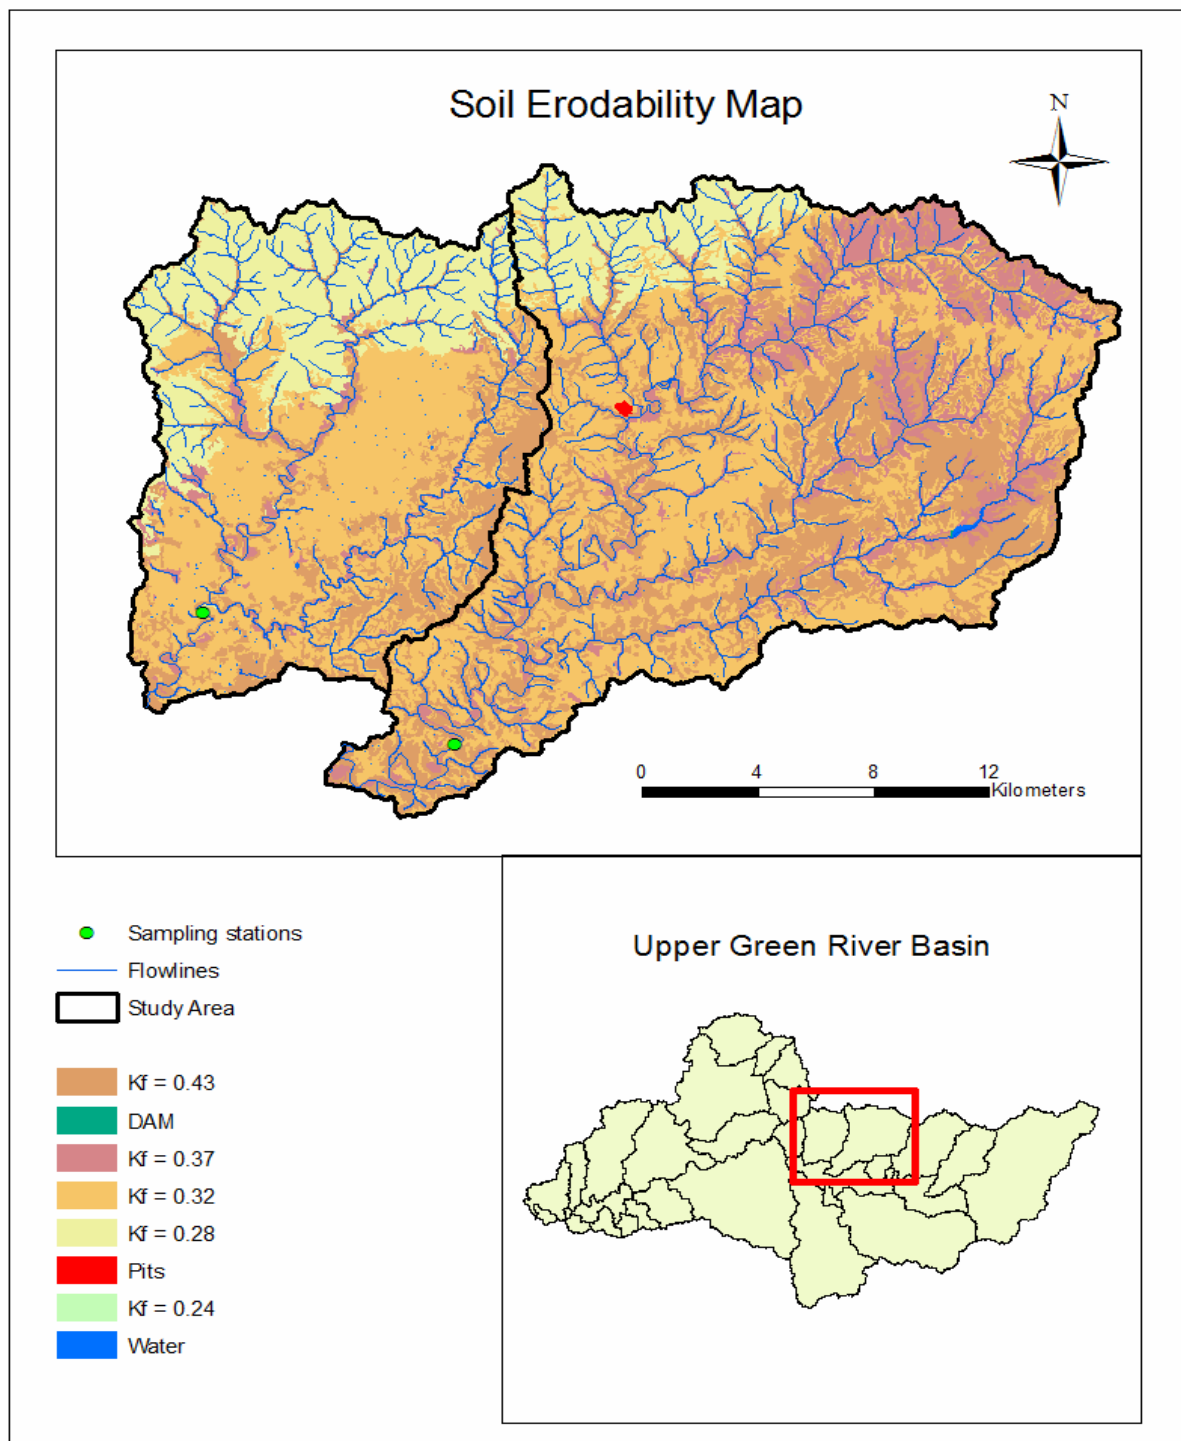 Soil Erodability Map
N
0 4 8 12
Kilometers
Sampling stations
Flowlines
Study Area
Kf = 0.43
DAM
Kf = 0.37
Kf = 0.32
Kf = 0.28
Pits
Kf = 0.24
Water
Upper Green River Basin